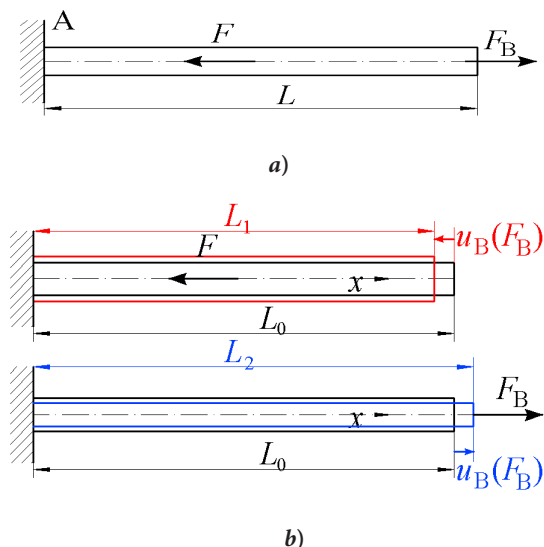 A
F
F_B
L
a)
L_1
F
u_B(F_B)
x
L_0
L_2
F_B
x
L_0
u_B(F_B)
b)